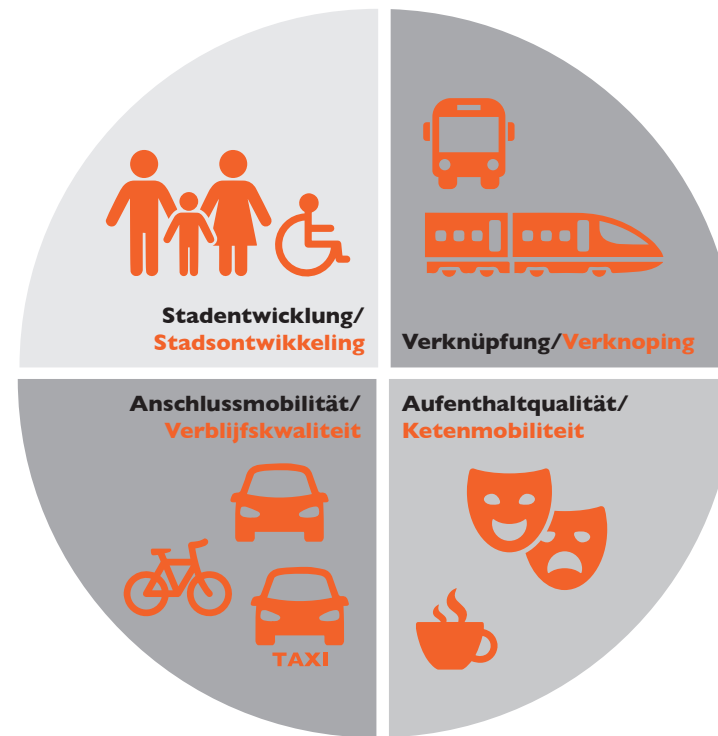 Stadentwicklung/
Stadsontwikkeling
Verknüpfung/Verknoping
Anschlussmobilität/
Verblijfskwaliteit
TAXI
Aufenthaltqualität/
Ketenmobiliteit